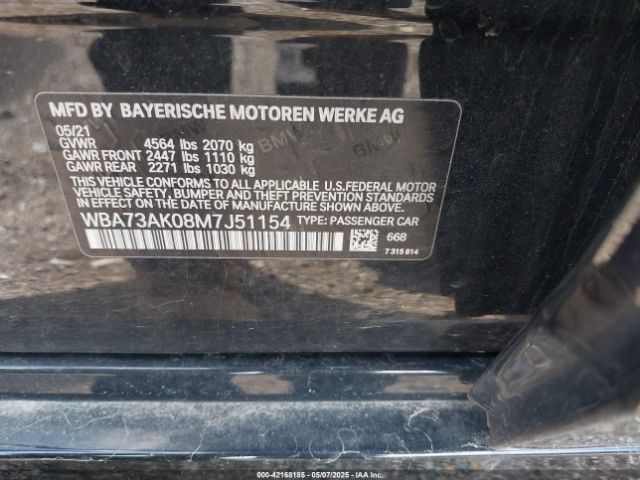 MFD BY BAYERISCHE MOTOREN WERKE AG
05/21
GVWR 4564 lbs 2070 kg
GAWR FRONT 2447 lbs 1110 kg
GAWR REAR 2271 lbs 1030 kg
THIS VEHICLE CONFORMS TO ALL APPLICABLE U.S.FEDERAL MOTOR
VEHICLE SAFETY, BUMPER, AND THEFT PREVENTION STANDARDS
IN EFFECT ON THE DATE OF MANUFACTURE SHOWN ABOVE.
WBA73AK08M7J51154 TYPE: PASSENGER CAR
668
7 315 814
000-42168185 - 05/07/2025 - IAA Inc.